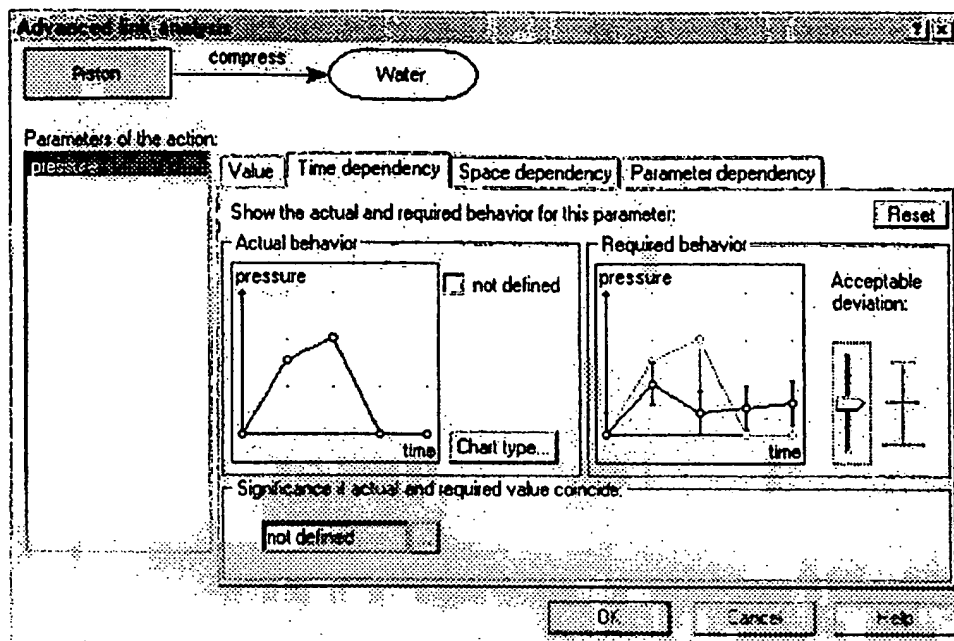 Advanced link analysis
? ×
compress
Piston
Water
Parameters of the action:
pressure
Value
Time dependency
Space dependency
Parameter dependency
Show the actual and required behavior for this parameter:
Reset
Actual behavior
Required behavior
pressure
not defined
pressure
Acceptable
deviation:
time
Chart type...
time
Significance if actual and required value coincide:
not defined
...
OK
Cancel
Help